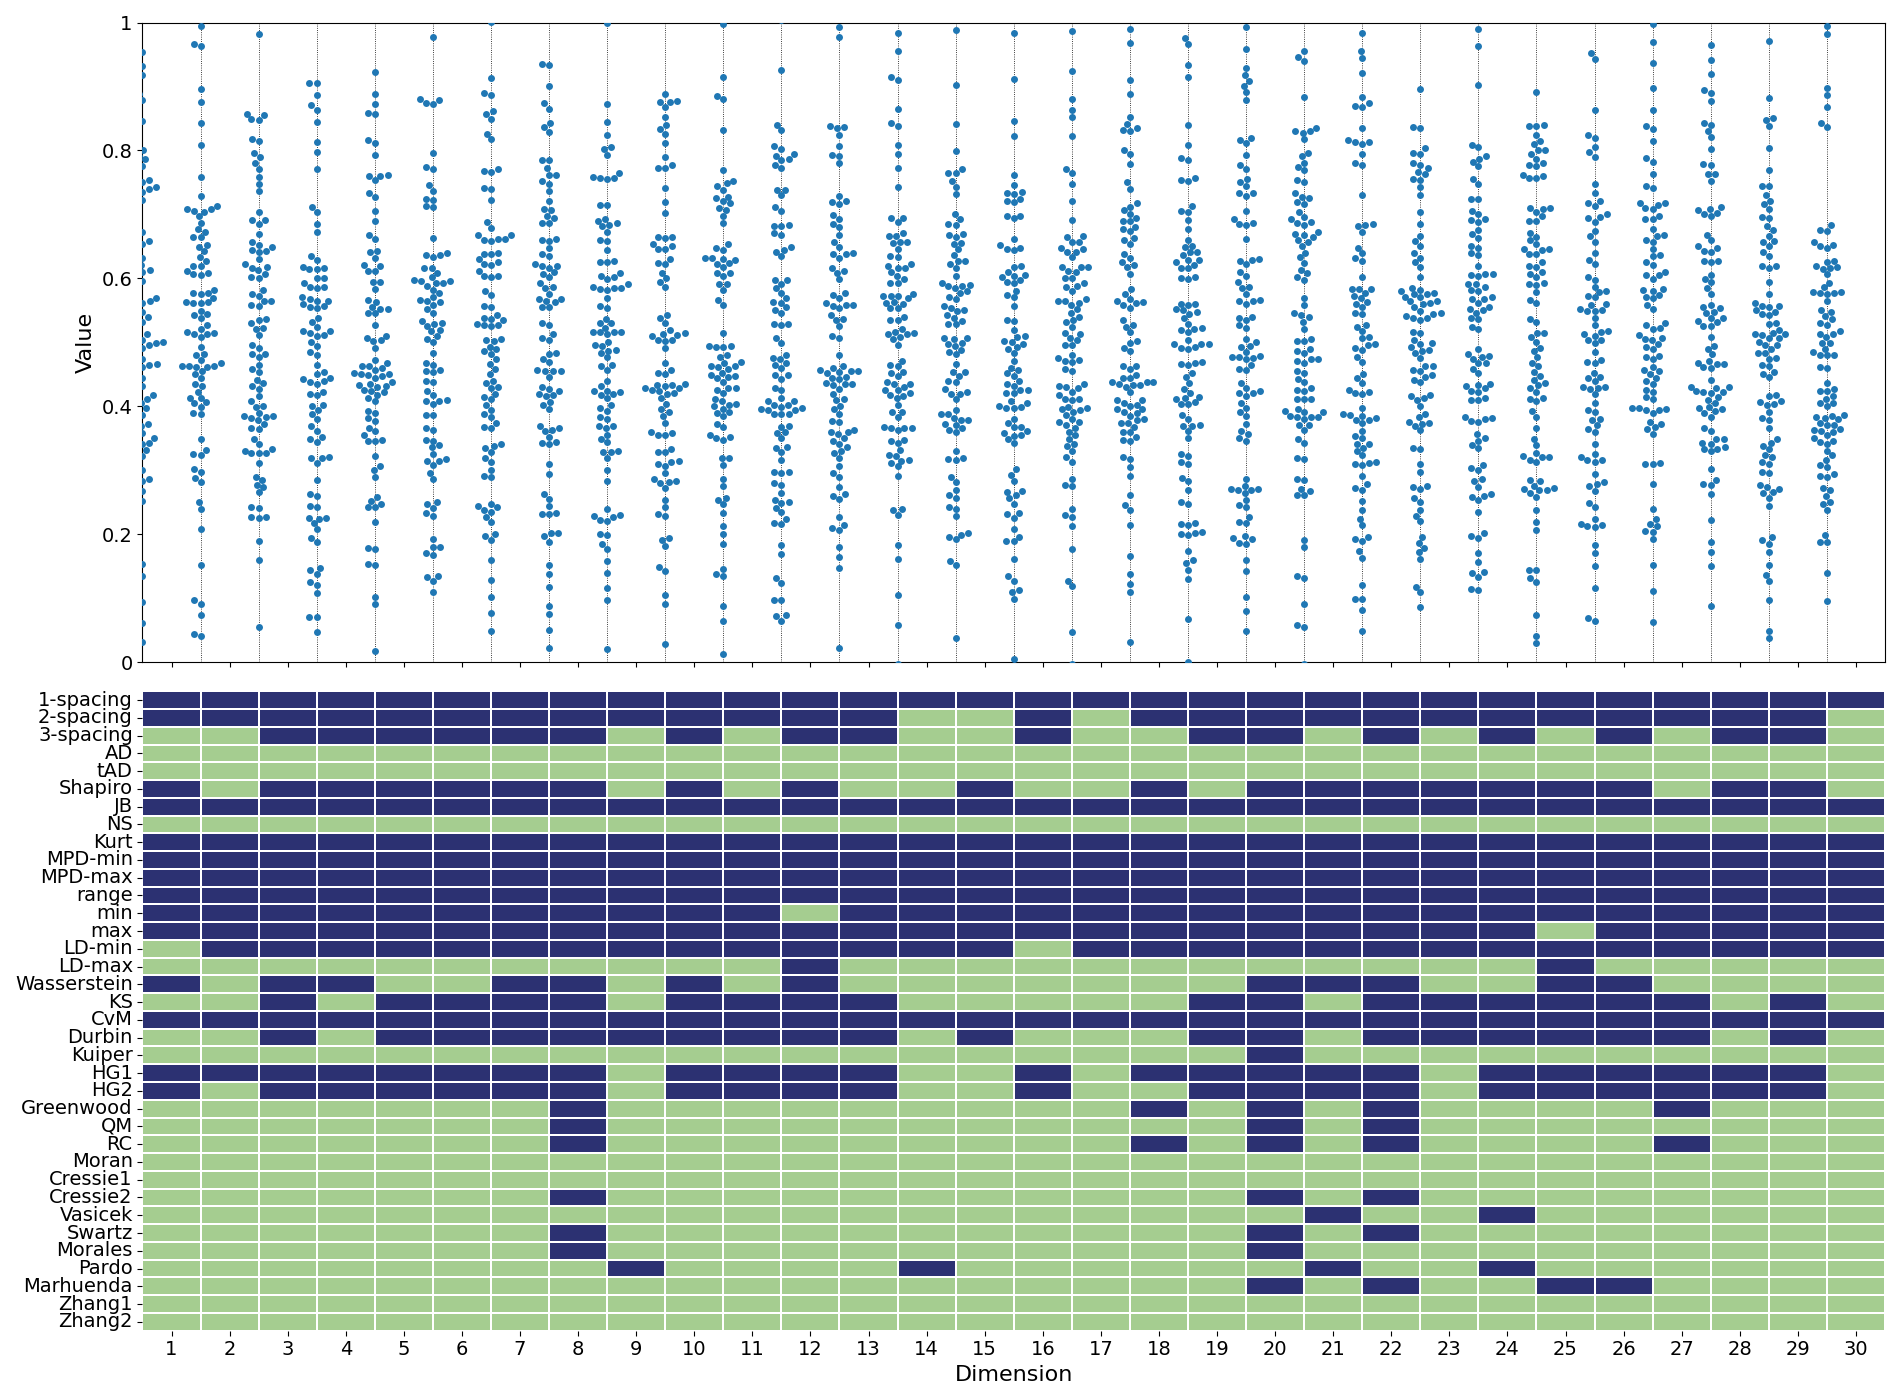 1
0.8
0.6
0.4
0.2
0
Value
1-spacing
2-spacing
3-spacing
AD
tAD
Shapiro
JB
NS
Kurt
MPD-min
MPD-max
range
min
max
LD-min
LD-max
Wasserstein
KS
CvM
Durbin
Kuiper
HG1
HG2
Greenwood
QM
RC
Moran
Cressie1
Cressie2
Vasicek
Swartz
Morales
Pardo
Marhuenda
Zhang1
Zhang2
1 2 3 4 5 6 7 8 9 10 11 12 13 14 15 16 17 18 19 20 21 22 23 24 25 26 27 28 29 30
Dimension